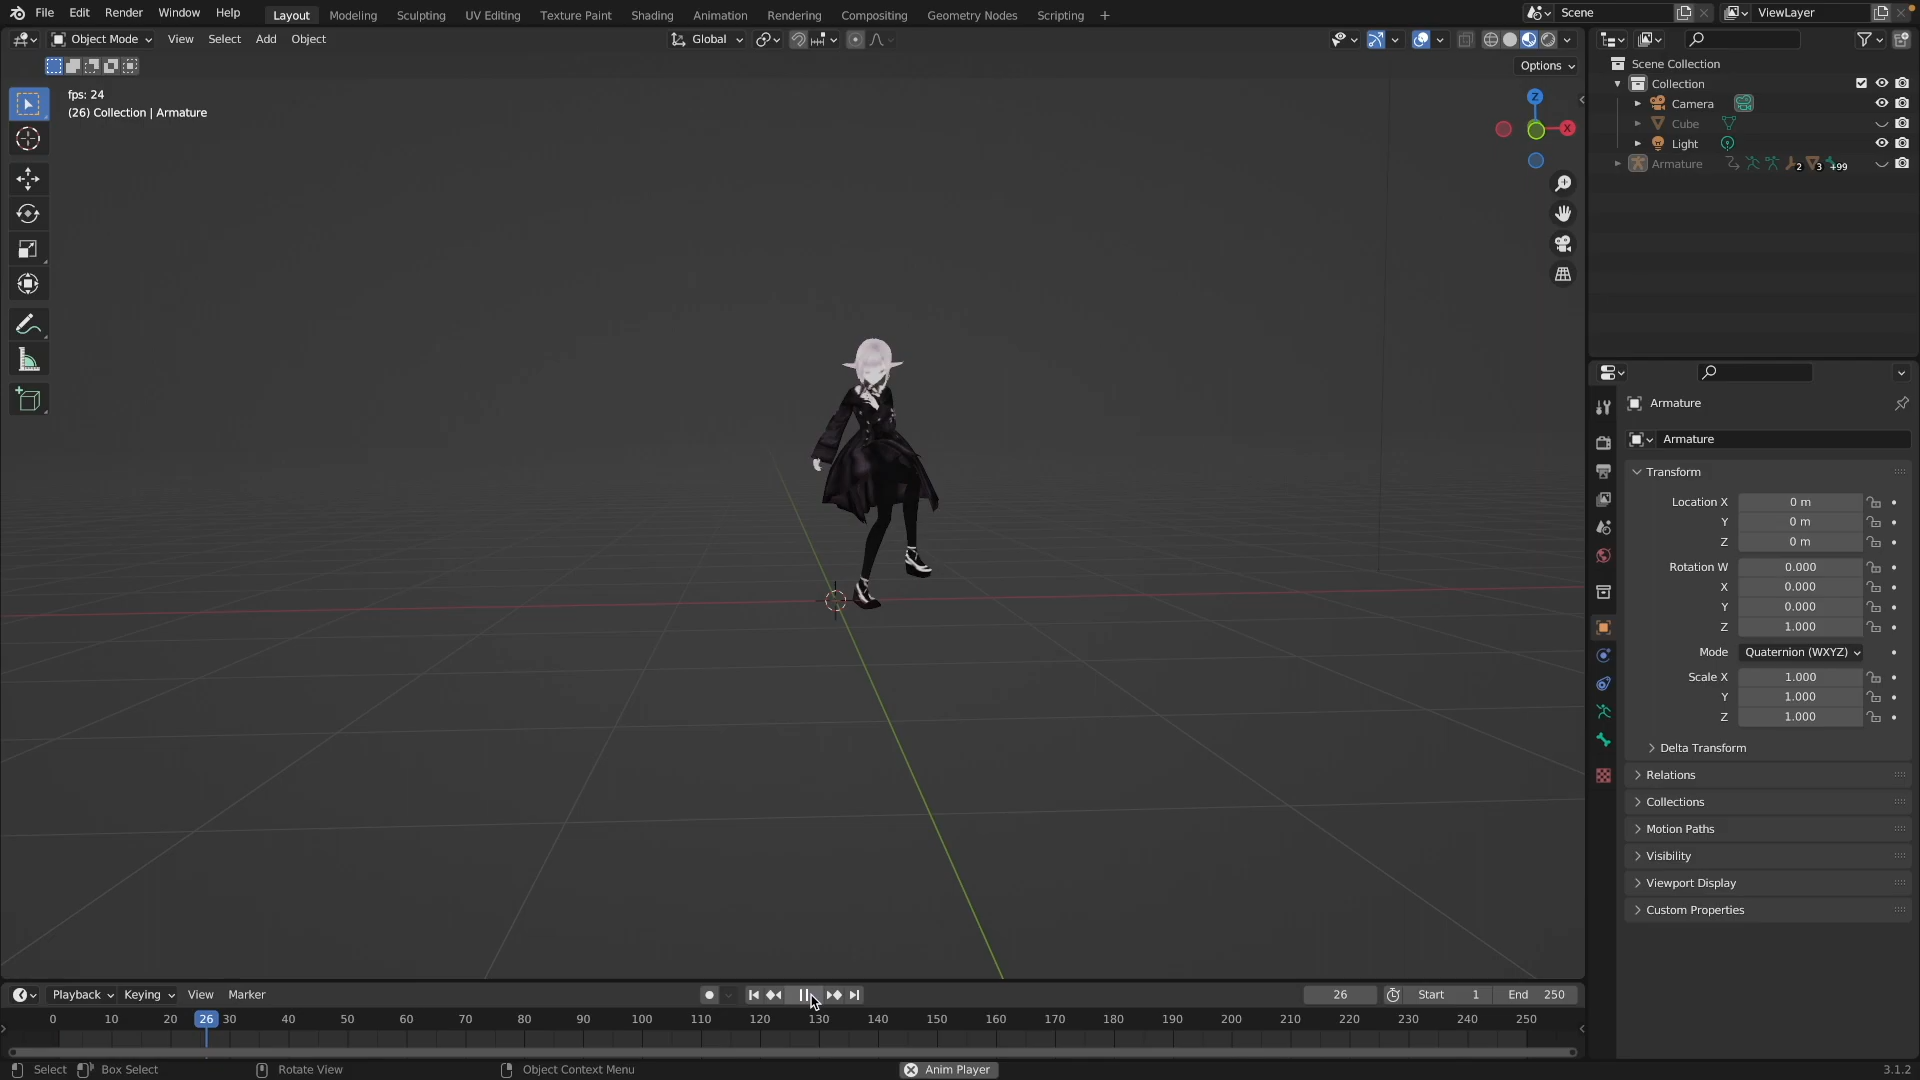 File Edit Render Window Help Layout Modeling Sculpting UV Editing Texture Paint Shading Animation Rendering Compositing Geometry Nodes Scripting + Scene ViewLayer
Object Mode View Select Add Object Global
Options
fps: 24
(26) Collection | Armature
Z
X
Scene Collection
Collection
Camera
Cube
Light
Armature 2 3 +99
Armature
Armature
Transform
Location X 0 m
Y 0 m
Z 0 m
Rotation W 0.000
X 0.000
Y 0.000
Z 1.000
Mode Quaternion (WXYZ)
Scale X 1.000
Y 1.000
Z 1.000
Delta Transform
Relations
Collections
Motion Paths
Visibility
Viewport Display
Custom Properties
Playback Keying View Marker 26 Start 1 End 250
0 10 20 26 30 40 50 60 70 80 90 100 110 120 130 140 150 160 170 180 190 200 210 220 230 240 250
Select Box Select Rotate View Object Context Menu Anim Player 3.1.2